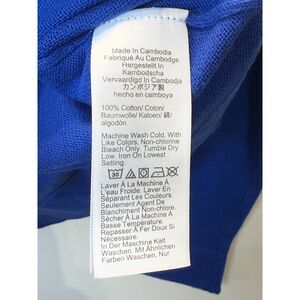 Made In Cambodia
Fabriqué Au Cambodge
Hergestellt In
Kambodscha
Vervaardigd In Cambodja
カンボジア製
hecho en camboya
100% Cotton/ Coton/
Baumwolle/ Katoen/ 綿/
algodón
Machine Wash Cold. With
Like Colors. Non-chlorine
Bleach Only. Tumble Dry
Low. Iron On Lowest
Setting.
Laver À La Machine À
L'eau Froide. Laver En
Séparant Les Couleurs.
Seulement Agent De
Blanchiment Non-chloré.
Sécher À La Machine À
Basse Température.
Repasser À Fer Doux Si
Nécessaire.
In Der Maschine Kalt
Waschen. Mit Ähnlichen
Farben Waschen. Nur